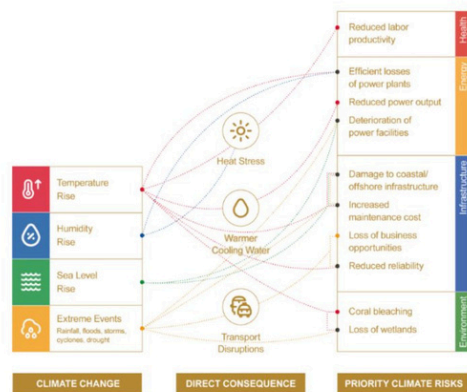 Temperature
Rise
Humidity
Rise
Sea Level
Rise
Extreme Events
Rainfall, floods, storms,
cyclones, drought
CLIMATE CHANGE
Heat Stress
Warmer
Cooling Water
Transport
Disruptions
DIRECT CONSEQUENCE
Reduced labor
productivity
Health
Efficient losses
of power plants
Reduced power output
Deterioration of
power facilities
Energy
Damage to coastal/
offshore infrastructure
Increased
maintenance cost
Loss of business
opportunities
Reduced reliability
Infrastructure
Coral bleaching
Loss of wetlands
Environment
PRIORITY CLIMATE RISKS